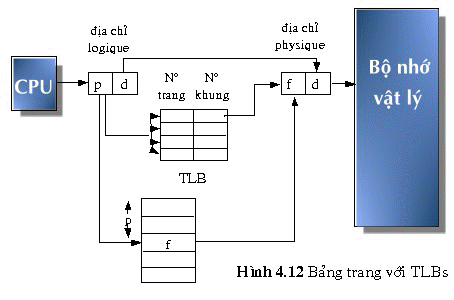 địa chỉ
logique
địa chỉ
physique
CPU
p d
N° trang
N° khung
f d
Bộ nhớ
vật lý
TLB
p
f
Hình 4.12 Bảng trang với TLBs